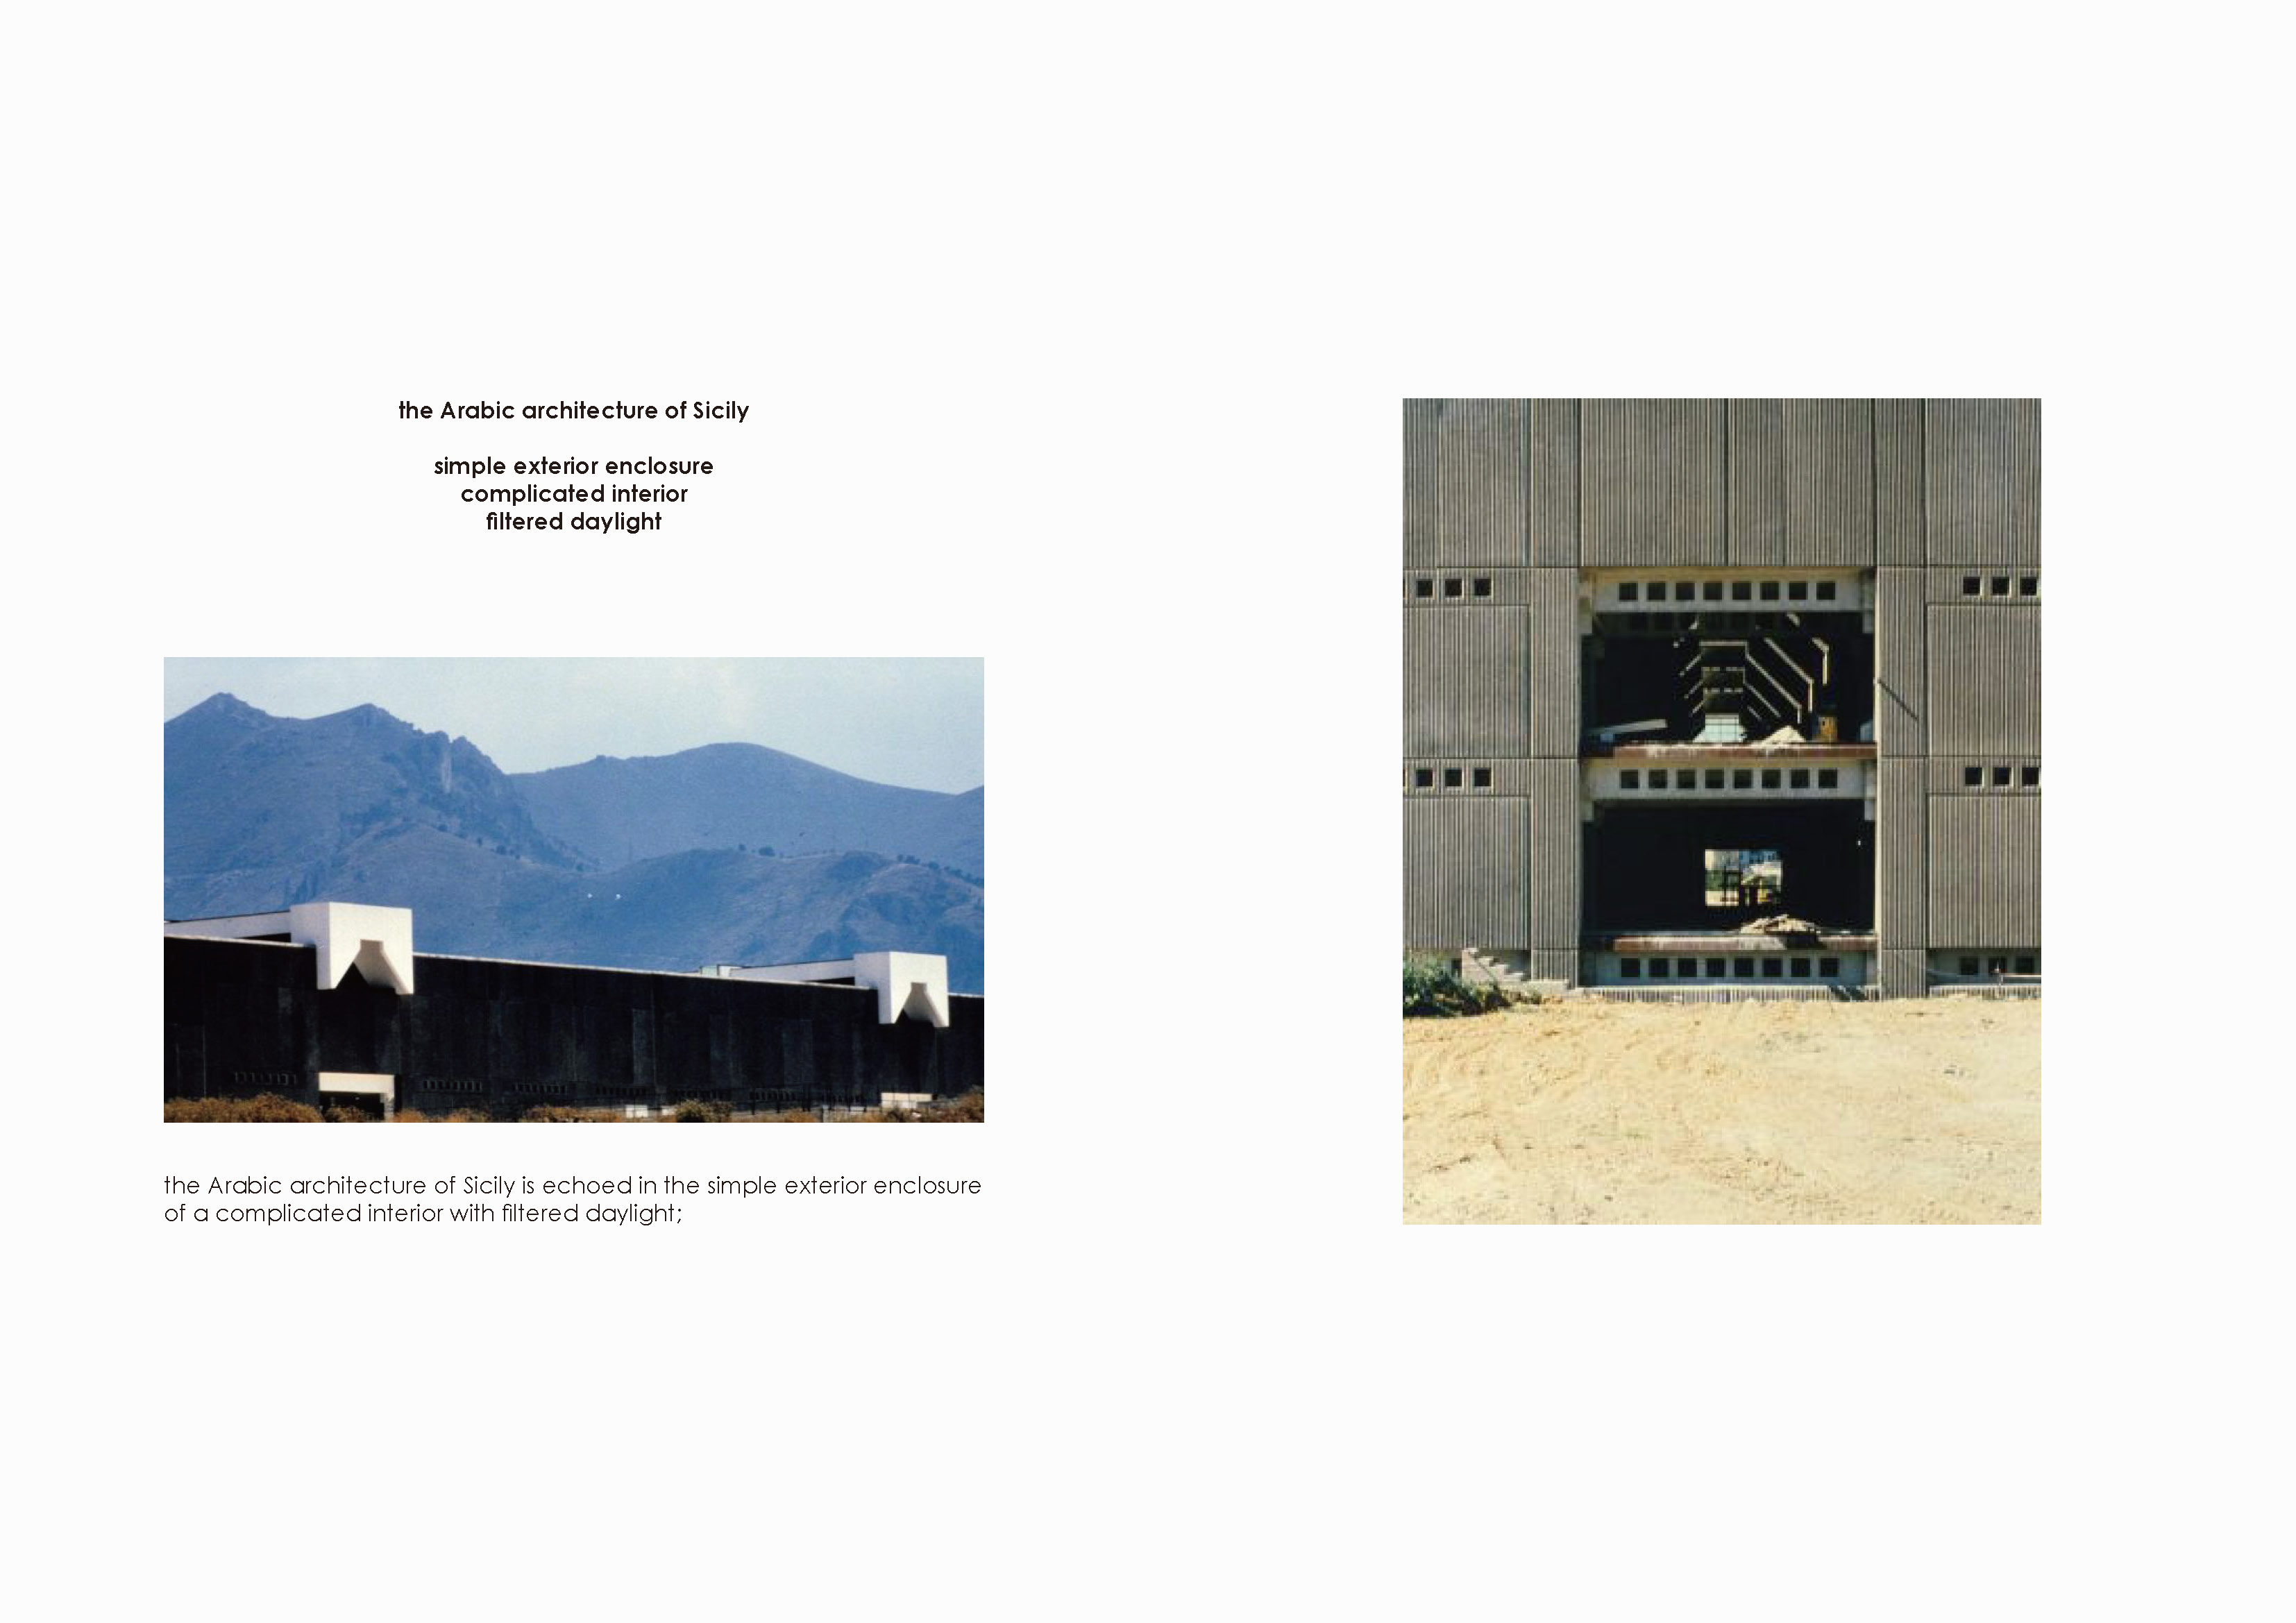 the Arabic architecture of Sicily
simple exterior enclosure
complicated interior
filtered daylight
the Arabic architecture of Sicily is echoed in the simple exterior enclosure
of a complicated interior with filtered daylight;